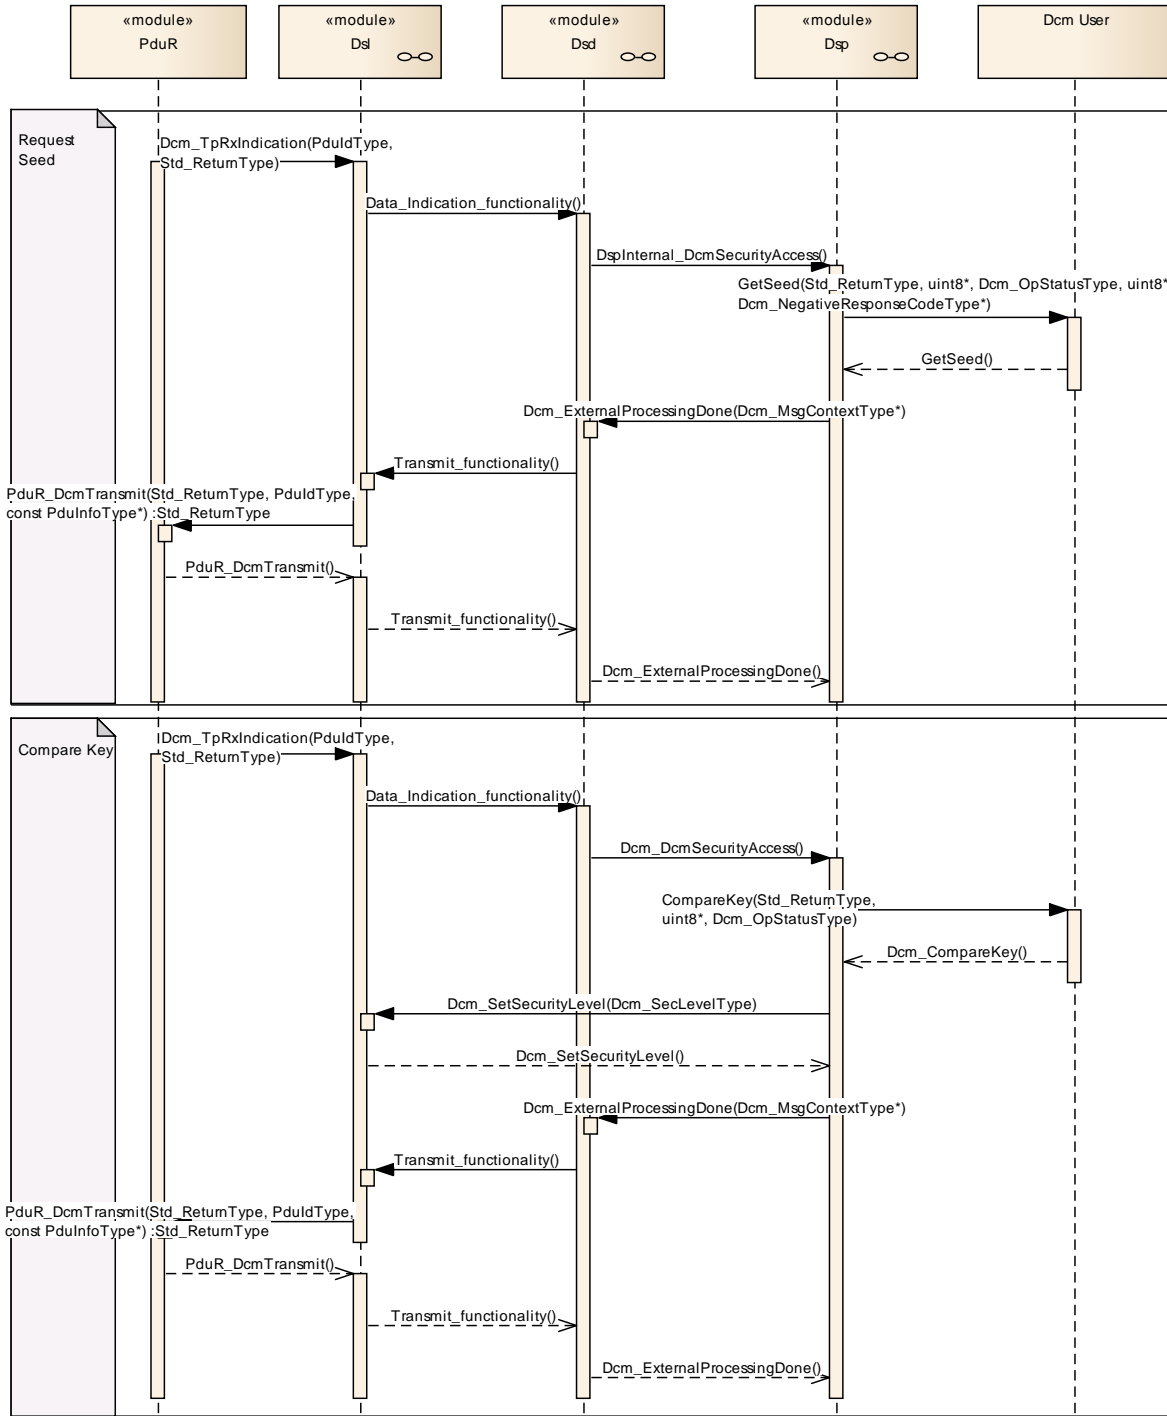 «module»
PduR
«module»
Dsl
«module»
Dsd
«module»
Dsp
Dcm User
Request
Seed
Dcm_TpRxIndication(PduIdType,
Std_ReturnType)
Data_Indication_functionality()
DspInternal_DcmSecurityAccess()
GetSeed(Std_ReturnType, uint8*, Dcm_OpStatusType, uint8*
Dcm_NegativeResponseCodeType*)
GetSeed()
Dcm_ExternalProcessingDone(Dcm_MsgContextType*)
Transmit_functionality()
PduR_DcmTransmit(Std_ReturnType, PduIdType,
const PduInfoType*) :Std_ReturnType
PduR_DcmTransmit()
Transmit_functionality()
Dcm_ExternalProcessingDone()
Compare Key
Dcm_TpRxIndication(PduIdType,
Std_ReturnType)
Data_Indication_functionality()
Dcm_DcmSecurityAccess()
CompareKey(Std_ReturnType,
uint8*, Dcm_OpStatusType)
Dcm_CompareKey()
Dcm_SetSecurityLevel(Dcm_SecLevelType)
Dcm_SetSecurityLevel()
Dcm_ExternalProcessingDone(Dcm_MsgContextType*)
Transmit_functionality()
PduR_DcmTransmit(Std_ReturnType, PduIdType,
const PduInfoType*) :Std_ReturnType
PduR_DcmTransmit()
Transmit_functionality()
Dcm_ExternalProcessingDone()